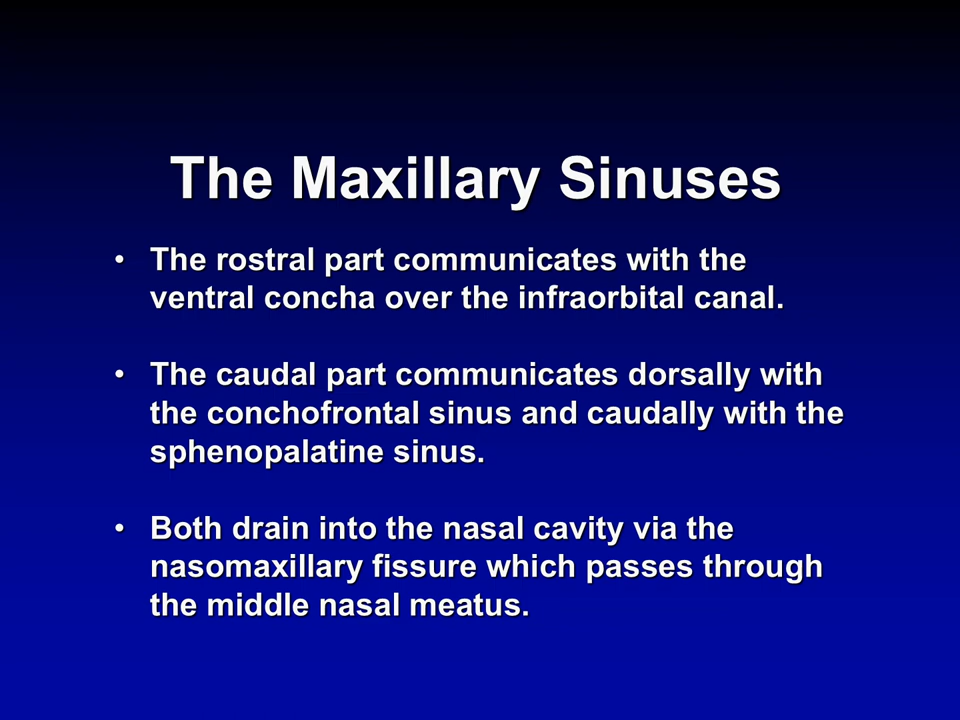 The Maxillary Sinuses
• The rostral part communicates with the
ventral concha over the infraorbital canal.
• The caudal part communicates dorsally with
the conchofrontal sinus and caudally with the
sphenopalatine sinus.
• Both drain into the nasal cavity via the
nasomaxillary fissure which passes through
the middle nasal meatus.